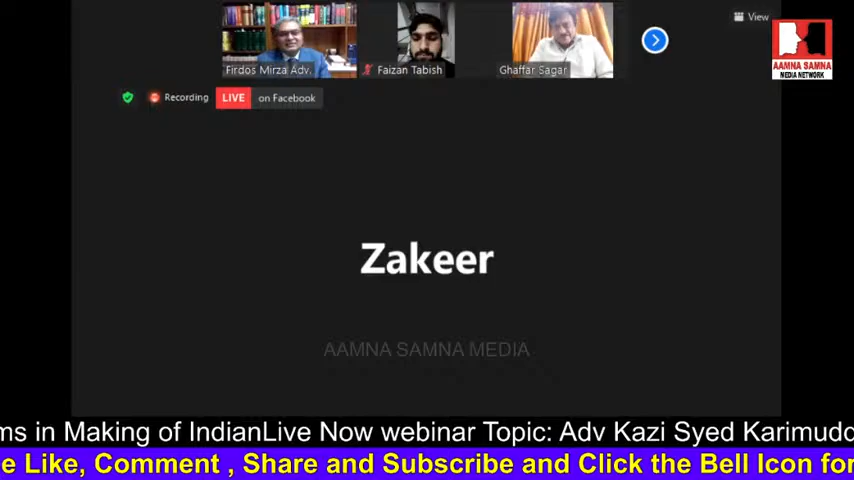 View
AAMNA SAMNA
MEDIA NETWORK
Firdos Mirza Adv.
Faizan Tabish
Ghaffar Sagar
Recording
LIVE on Facebook
Zakeer
AAMNA SAMNA MEDIA
ms in Making of IndianLive Now webinar Topic: Adv Kazi Syed Karimudd
e Like, Comment , Share and Subscribe and Click the Bell Icon for